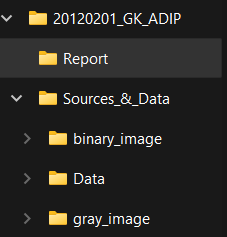 20120201_GK_ADIP
Report
Sources_&_Data
binary_image
Data
gray_image